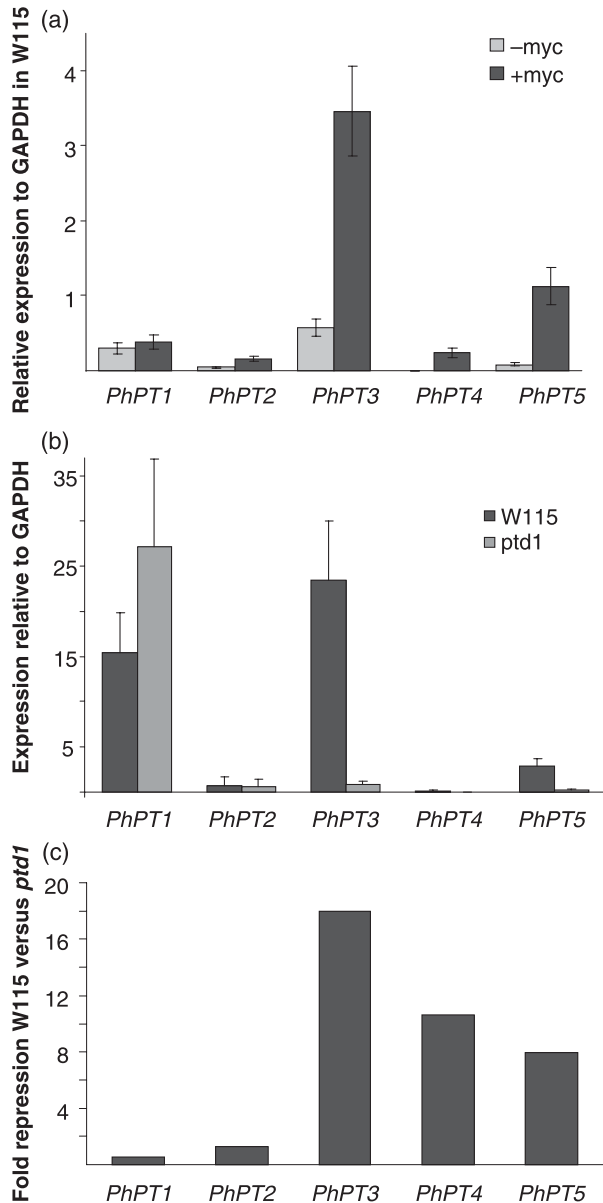 (a)
Relative expression to GAPDH in W115
4
3
2
1
–myc
+myc
PhPT1 PhPT2 PhPT3 PhPT4 PhPT5
(b)
Expression relative to GAPDH
35
25
15
5
W115
ptd1
PhPT1 PhPT2 PhPT3 PhPT4 PhPT5
(c)
Fold repression W115 versus ptd1
20
16
12
8
4
PhPT1 PhPT2 PhPT3 PhPT4 PhPT5